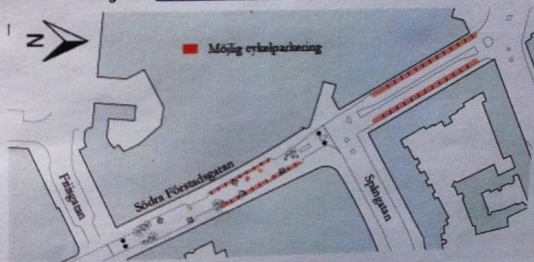 N
Möjlig cykelparkering
Södra Förstadsgatan
Friisgatan
Spångatan